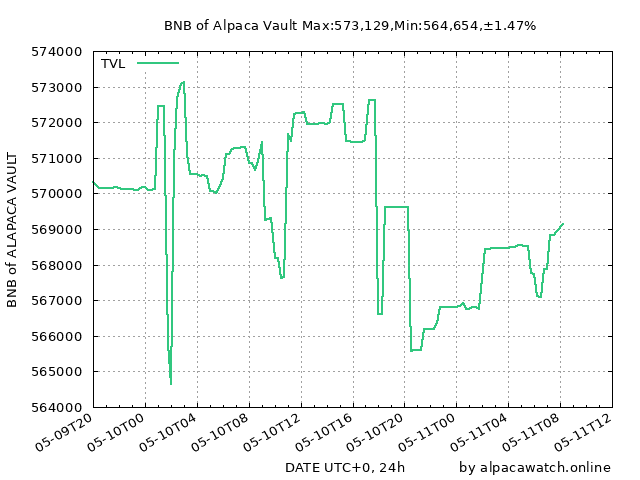 BNB of Alpaca Vault Max:573,129,Min:564,654,±1.47%
574000
TVL
573000
572000
571000
570000
569000
568000
567000
566000
565000
564000
BNB of ALAPACA VAULT
05-09T20
05-10T00
05-10T04
05-10T08
05-10T12
05-10T16
05-10T20
05-11T00
05-11T04
05-11T08
05-11T12
DATE UTC+0, 24h
by alpacawatch.online